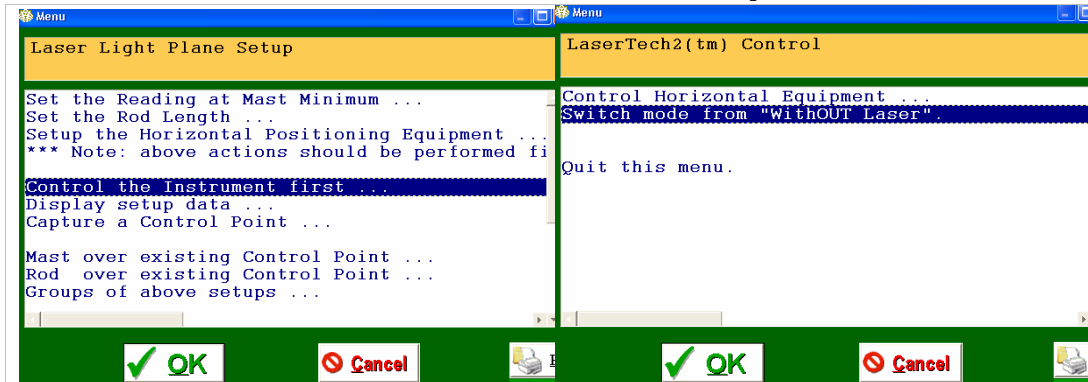 Menu
Laser Light Plane Setup
Set the Reading at Mast Minimum ...
Set the Rod Length ...
Setup the Horizontal Positioning Equipment ...
*** Note: above actions should be performed fi
Control the Instrument first ...
Display setup data ...
Capture a Control Point ...
Mast over existing Control Point ...
Rod over existing Control Point ...
Groups of above setups ...
OK
Cancel
Menu
LaserTech2(tm) Control
Control Horizontal Equipment ...
Switch mode from "WithOUT Laser".
Quit this menu.
OK
Cancel